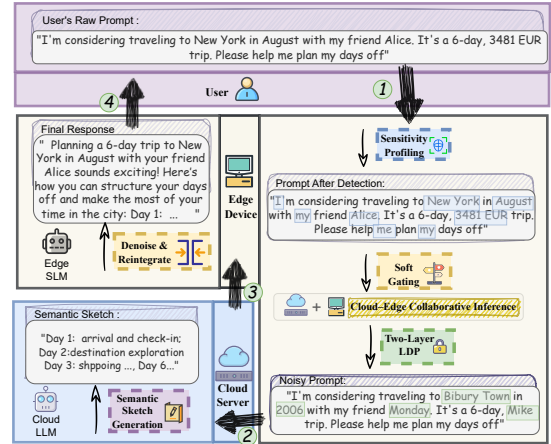 User's Raw Prompt :
"I'm considering traveling to New York in August with my friend Alice. It's a 6-day, 3481 EUR
trip. Please help me plan my days off"
User
1
4
Final Response
" Planning a 6-day trip to New
York in August with your friend
Alice sounds exciting! Here's
how you can structure your days
off and make the most of your
time in the city: Day 1: ... "
Edge
SLM
Denoise &
Reintegrate
Edge
Device
Sensitivity
Profiling
Prompt After Detection:
"I'm considering traveling to New York in August
with my friend Alice. It's a 6-day, 3481 EUR trip.
Please help me plan my days off"
Soft
Gating
+
Cloud–Edge Collaborative Inference
Two-Layer
LDP
Noisy Prompt:
"I'm considering traveling to Bibury Town in
2006 with my friend Monday. It's a 6-day, Mike
trip. Please help me plan my days off"
3
Semantic Sketch :
"Day 1: arrival and check-in;
Day 2:destination exploration
Day 3: shppoing ..., Day 6..."
Cloud
LLM
Semantic
Sketch
Generation
Cloud
Server
2